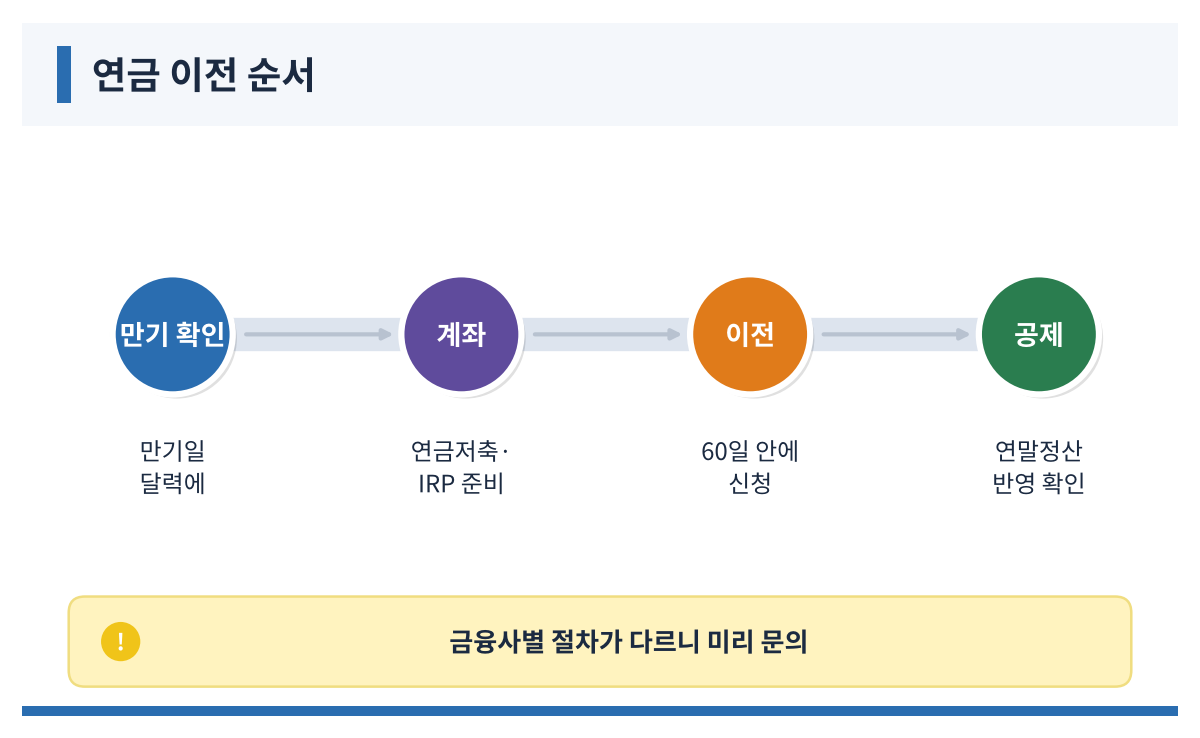 연금 이전 순서
만기 확인
계좌
이전
공제
만기일
달력에
연금저축·
IRP 준비
60일 안에
신청
연말정산
반영 확인
!
금융사별 절차가 다르니 미리 문의